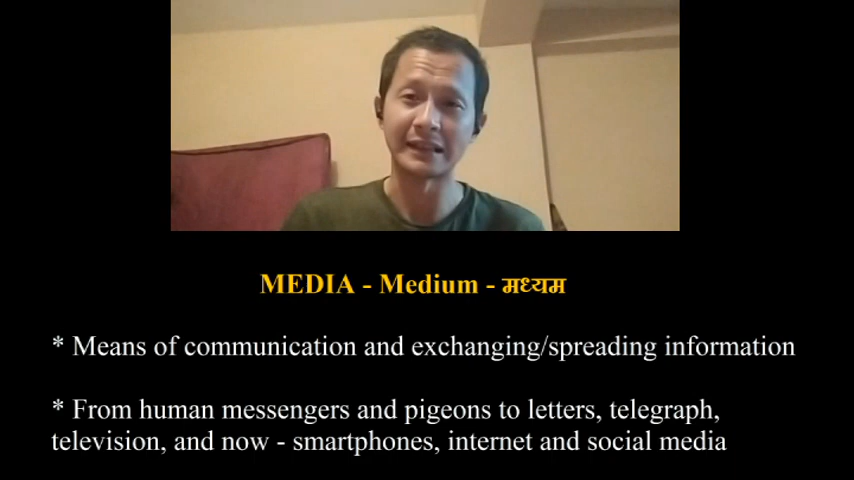 MEDIA - Medium - मध्यम
* Means of communication and exchanging/spreading information
* From human messengers and pigeons to letters, telegraph,
television, and now - smartphones, internet and social media